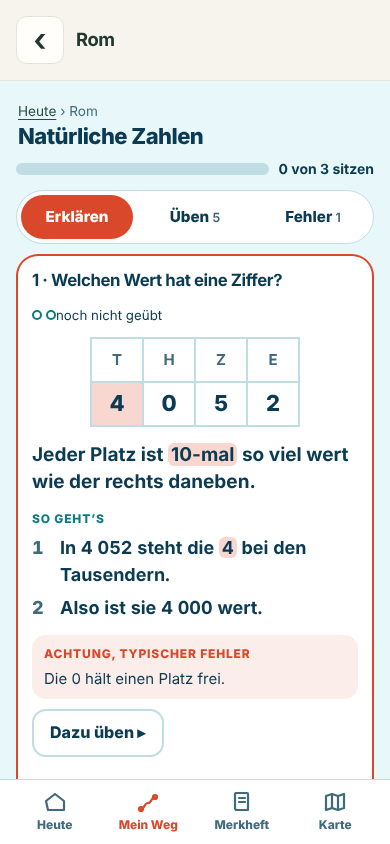 Rom
Heute › Rom
Natürliche Zahlen
0 von 3 sitzen
Erklären
Üben 5
Fehler 1
1 · Welchen Wert hat eine Ziffer?
noch nicht geübt
T H Z E
4 0 5 2
Jeder Platz ist 10-mal so viel wert
wie der rechts daneben.
SO GEHT'S
1 In 4 052 steht die 4 bei den
Tausendern.
2 Also ist sie 4 000 wert.
ACHTUNG, TYPISCHER FEHLER
Die 0 hält einen Platz frei.
Dazu üben ▸
Heute
Mein Weg
Merkheft
Karte